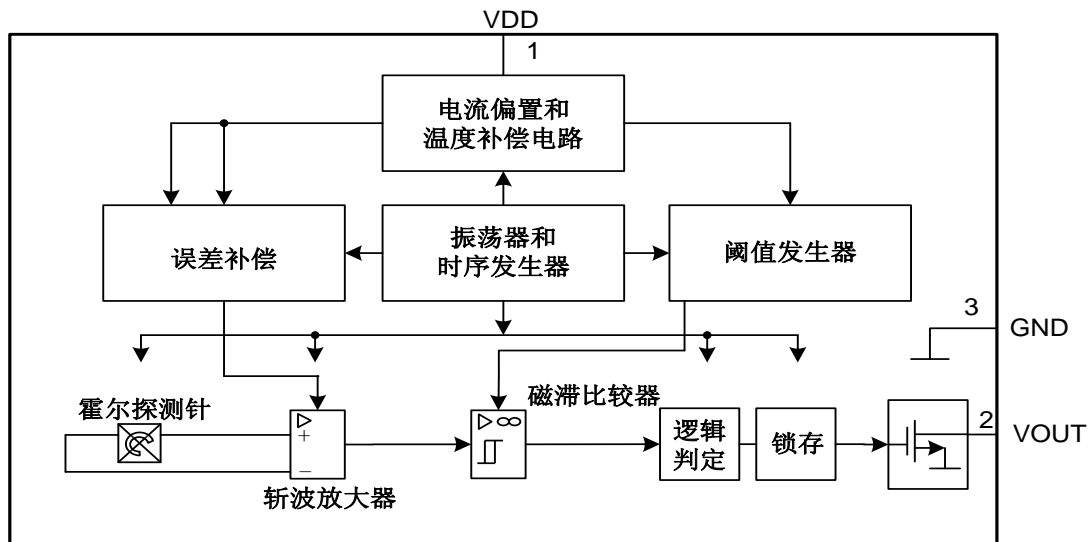 VDD
1
电流偏置和
温度补偿电路
误差补偿
振荡器和
时序发生器
阈值发生器
3
GND
霍尔探测针
磁滞比较器
+
−
∞
逻辑
判定
锁存
2
VOUT
斩波放大器